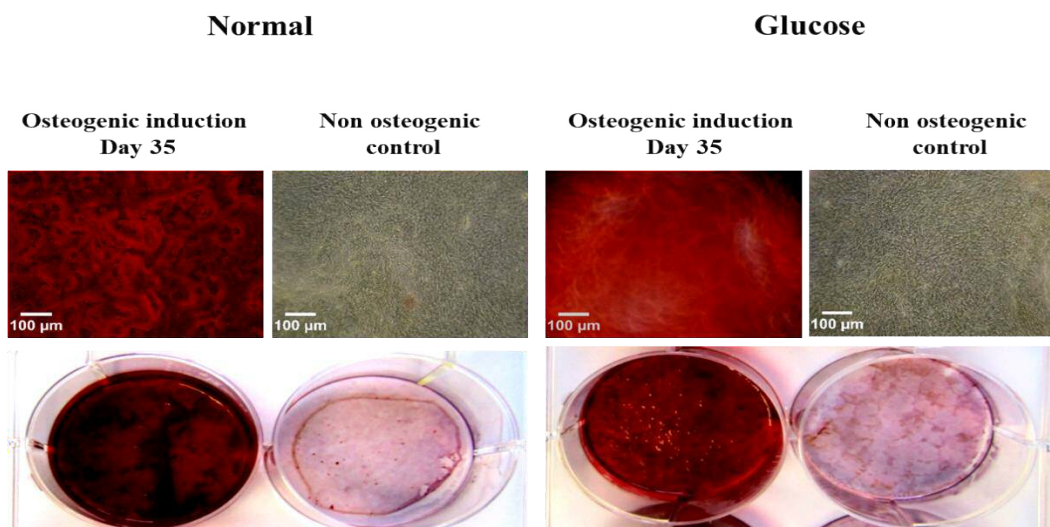 Normal
Glucose
Osteogenic induction
Day 35
Non osteogenic
control
Osteogenic induction
Day 35
Non osteogenic
control
100 µm
100 µm
100 µm
100 µm